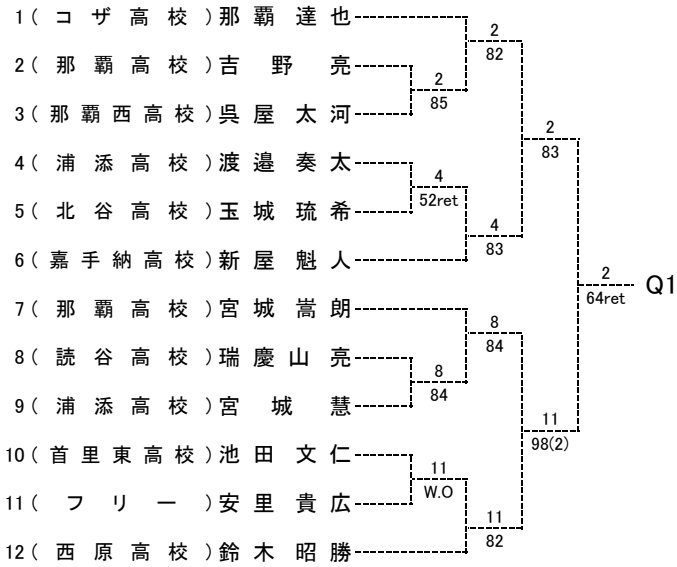 1 ( コ ザ 高 校 ) 那 覇 達 也
2
82
2 ( 那 覇 高 校 ) 吉 野 亮
2
85
3 ( 那 覇 西 高 校 ) 呉 屋 太 河
2
83
4 ( 浦 添 高 校 ) 渡 邉 奏 太
4
52ret
5 ( 北 谷 高 校 ) 玉 城 琉 希
4
83
6 ( 嘉 手 納 高 校 ) 新 屋 魁 人
2
64ret
Q1
7 ( 那 覇 高 校 ) 宮 城 嵩 朗
8
84
8 ( 読 谷 高 校 ) 瑞 慶 山 亮
8
84
9 ( 浦 添 高 校 ) 宮 城 慧
11
98(2)
10 ( 首 里 東 高 校 ) 池 田 文 仁
11
W.O
11 ( フ リ ー ) 安 里 貴 広
11
82
12 ( 西 原 高 校 ) 鈴 木 昭 勝